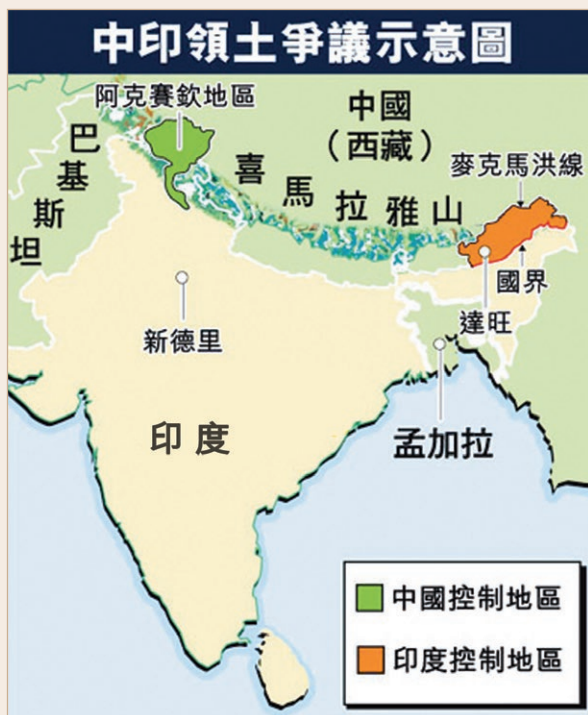 中印領土爭議示意圖
阿克賽欽地區
中國
（西藏）
巴基斯坦
喜馬拉雅山
麥克馬洪線
國界
達旺
新德里
印度
孟加拉
中國控制地區
印度控制地區